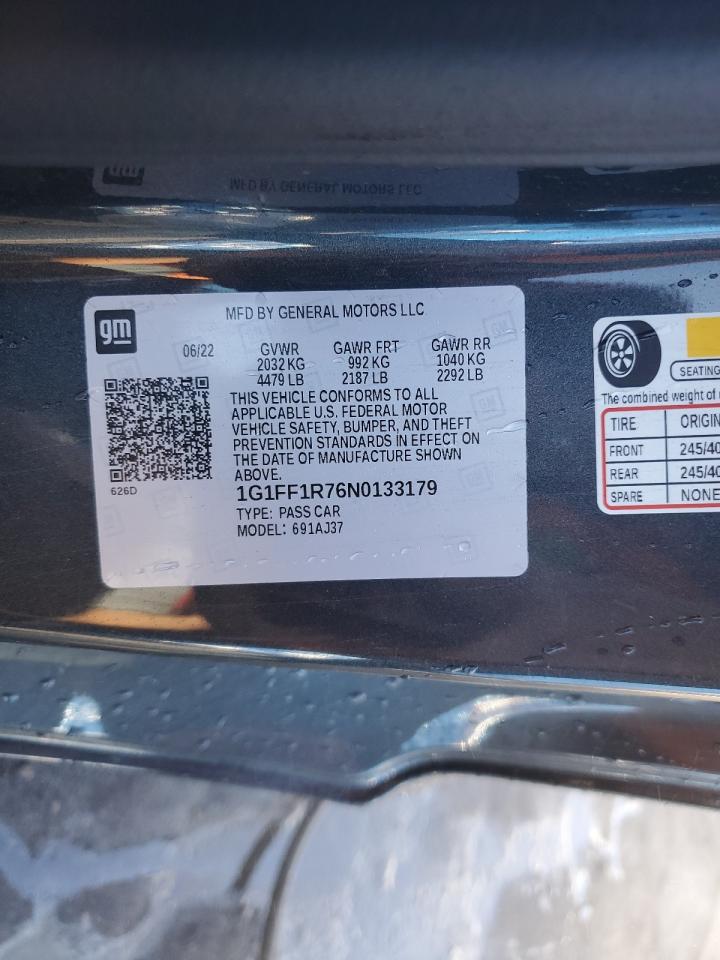 MFD BY GENERAL MOTORS LLC
gm
06/22
GVWR GAWR FRT GAWR RR
2032 KG 992 KG 1040 KG
4479 LB 2187 LB 2292 LB
THIS VEHICLE CONFORMS TO ALL
APPLICABLE U.S. FEDERAL MOTOR
VEHICLE SAFETY, BUMPER, AND THEFT
PREVENTION STANDARDS IN EFFECT ON
THE DATE OF MANUFACTURE SHOWN
ABOVE.
626D
1G1FF1R76N0133179
TYPE: PASS CAR
MODEL: 691AJ37
SEATING
The combined weight of
TIRE ORIGIN
FRONT 245/40
REAR 245/40
SPARE NONE